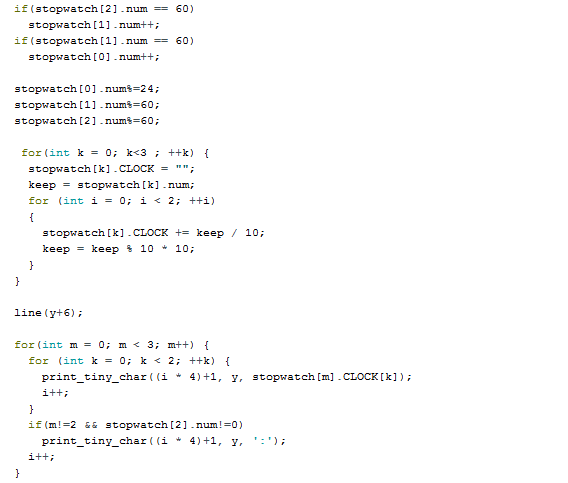 if(stopwatch[2].num == 60)
stopwatch[1].num++;
if(stopwatch[1].num == 60)
stopwatch[0].num++;
stopwatch[0].num%=24;
stopwatch[1].num%=60;
stopwatch[2].num%=60;
for(int k = 0; k<3 ; ++k) {
stopwatch[k].CLOCK = "";
keep = stopwatch[k].num;
for (int i = 0; i < 2; ++i)
{
stopwatch[k].CLOCK += keep / 10;
keep = keep % 10 * 10;
}
}
line(y+6);
for(int m = 0; m < 3; m++) {
for (int k = 0; k < 2; ++k) {
print_tiny_char((i * 4)+1, y, stopwatch[m].CLOCK[k]);
i++;
}
if(m!=2 && stopwatch[2].num!=0)
print_tiny_char((i * 4)+1, y, ':');
i++;
}